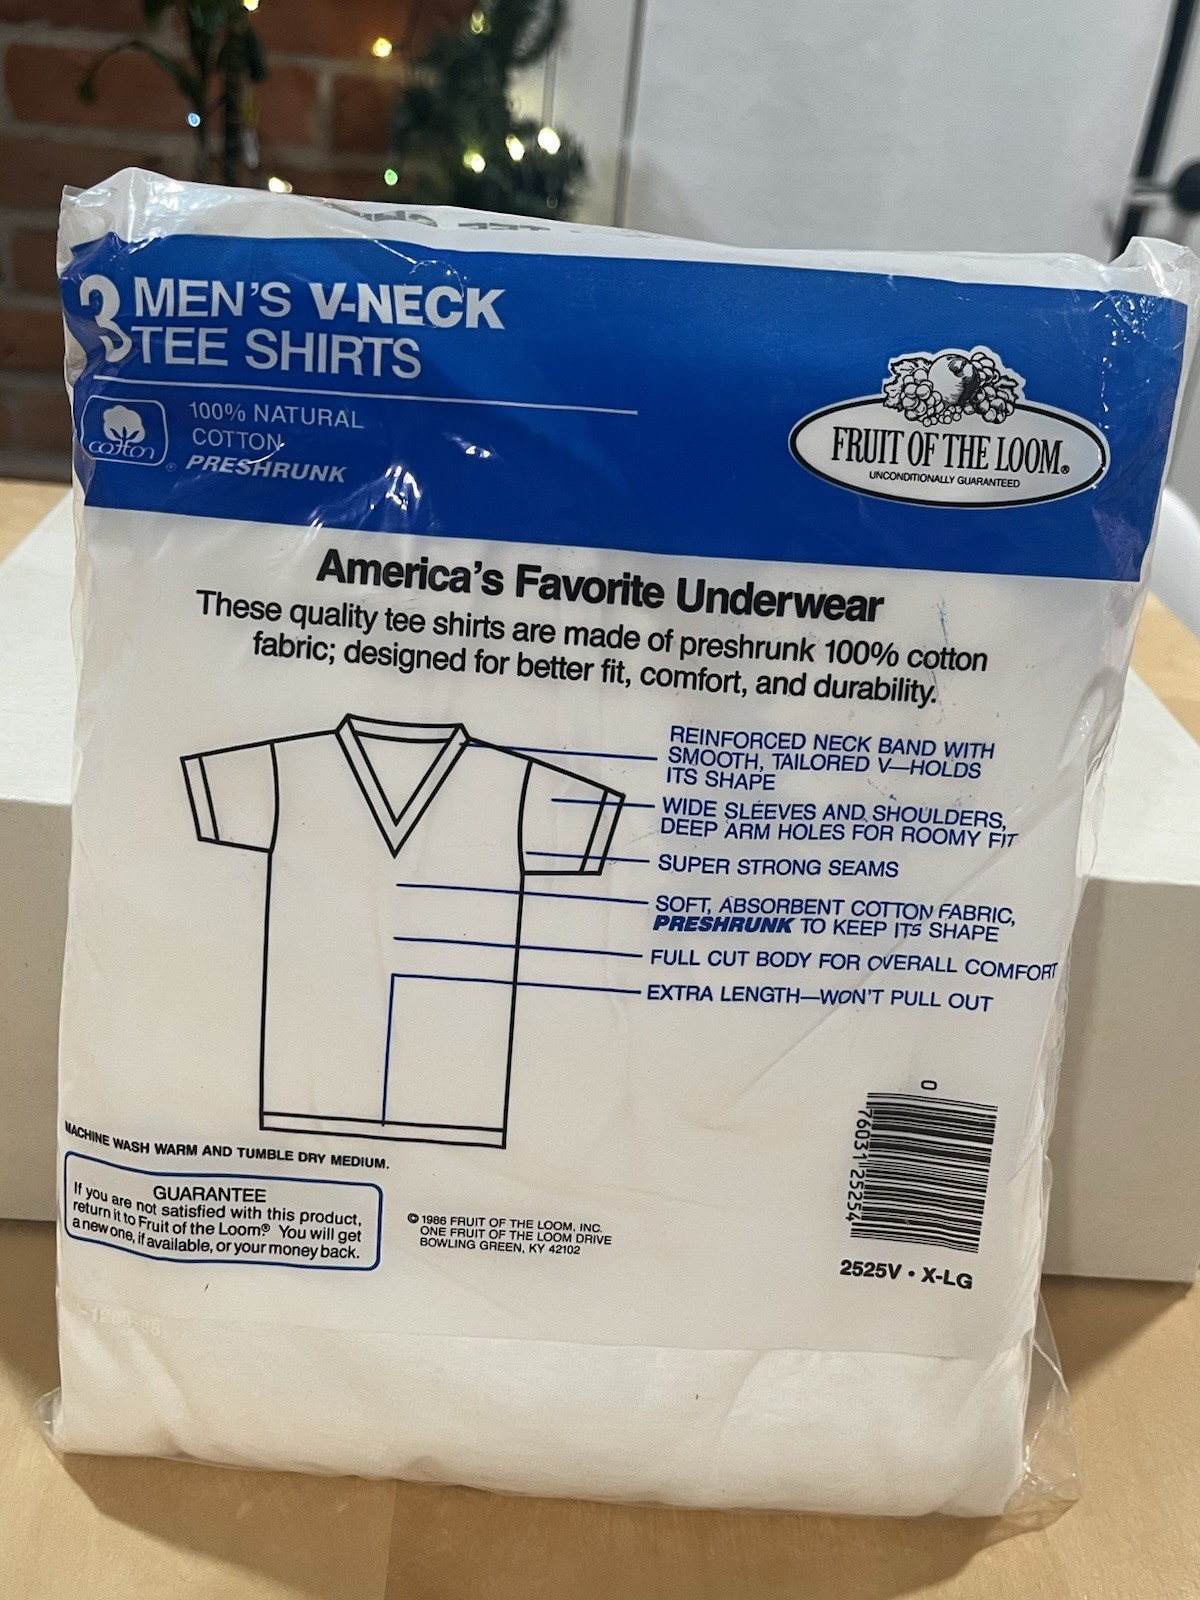 3 MEN'S V-NECK
TEE SHIRTS
cotton ®
100% NATURAL
COTTON
PRESHRUNK
FRUIT OF THE LOOM®
UNCONDITIONALLY GUARANTEED
America's Favorite Underwear
These quality tee shirts are made of preshrunk 100% cotton
fabric; designed for better fit, comfort, and durability.
REINFORCED NECK BAND WITH
SMOOTH, TAILORED V—HOLDS
ITS SHAPE
WIDE SLEEVES AND SHOULDERS,
DEEP ARM HOLES FOR ROOMY FIT
SUPER STRONG SEAMS
SOFT, ABSORBENT COTTON FABRIC,
PRESHRUNK TO KEEP ITS SHAPE
FULL CUT BODY FOR OVERALL COMFORT
EXTRA LENGTH—WON'T PULL OUT
MACHINE WASH WARM AND TUMBLE DRY MEDIUM.
GUARANTEE
If you are not satisfied with this product,
return it to Fruit of the Loom® You will get
a new one, if available, or your money back.
© 1986 FRUIT OF THE LOOM, INC.
ONE FRUIT OF THE LOOM DRIVE
BOWLING GREEN, KY 42102
0 76031 25254
2525V • X-LG